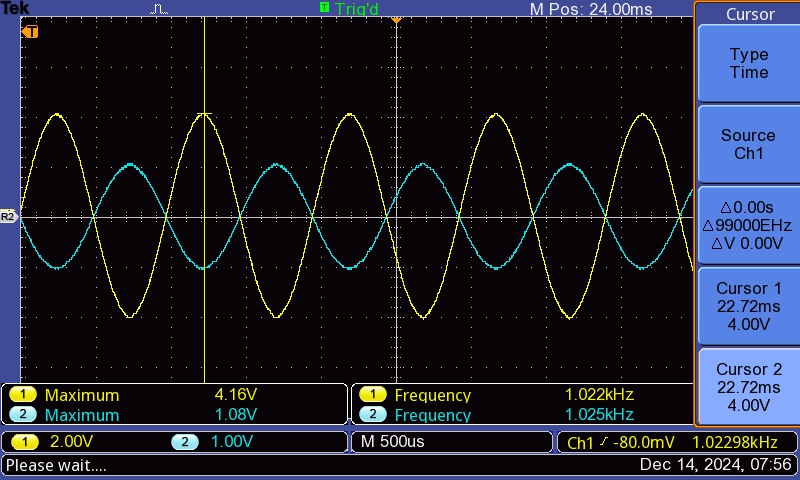 Tek T Trig'd M Pos: 24.00ms
Cursor
T
Type
Time
Source
Ch1
R2
△0.00s
△99000EHz
△V 0.00V
Cursor 1
22.72ms
4.00V
Cursor 2
22.72ms
4.00V
1 Maximum 4.16V
2 Maximum 1.08V
1 Frequency 1.022kHz
2 Frequency 1.025kHz
1 2.00V 2 1.00V M 500us Ch1 -80.0mV 1.02298kHz
Please wait.... Dec 14, 2024, 07:56